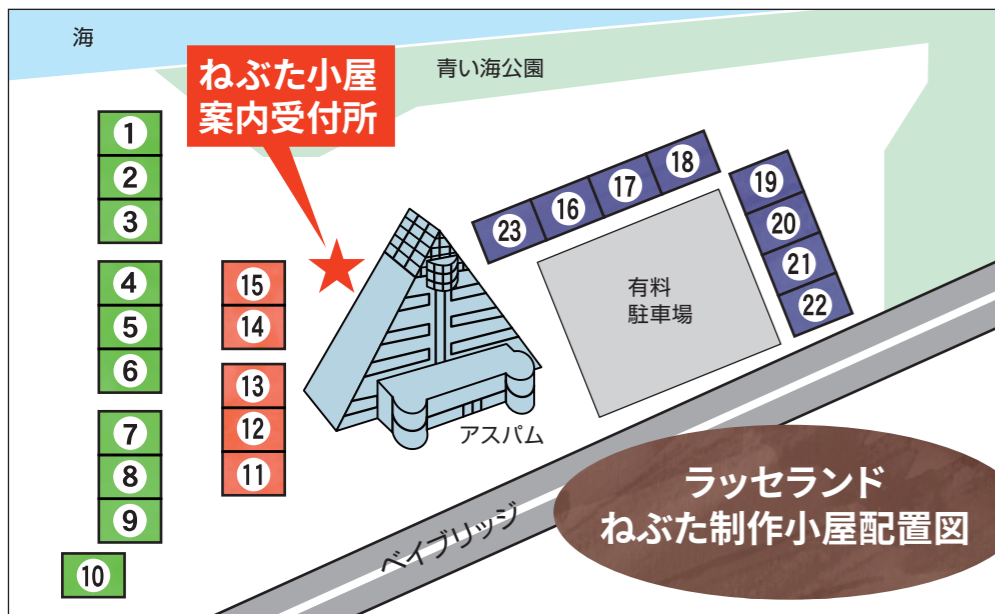 海
ねぶた小屋
案内受付所
青い海公園
①
②
③
④
⑤
⑥
⑦
⑧
⑨
⑩
⑮
⑭
⑬
⑫
⑪
㉓
⑯
⑰
⑱
⑲
⑳
㉑
㉒
有料
駐車場
アスパム
ベイブリッジ
ラッセランド
ねぶた制作小屋配置図